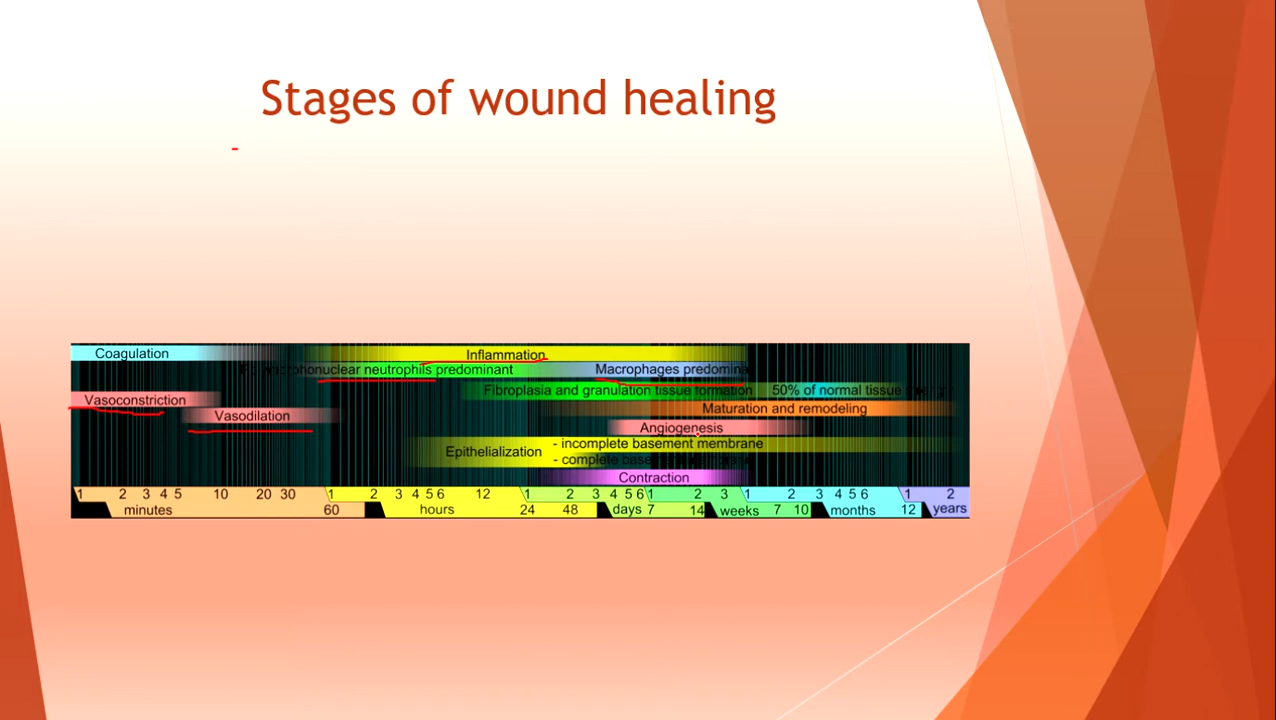 Stages of wound healing
-
Coagulation Inflammation
neutrophils predominant Macrophages
Fibroplasia and granulation tissue formation 50% of normal tissue
Vasoconstriction Maturation and remodeling
Vasodilation Angiogenesis
Epithelialization - incomplete basement membrane
- complete
Contraction
1 2 3 4 5 10 20 30 1 2 3 4 5 6 12 1 2 3 4 5 6 1 2 3 1 2 3 4 5 6 1 2
minutes 60 hours 24 48 days 7 14 weeks 7 10 months 12 years